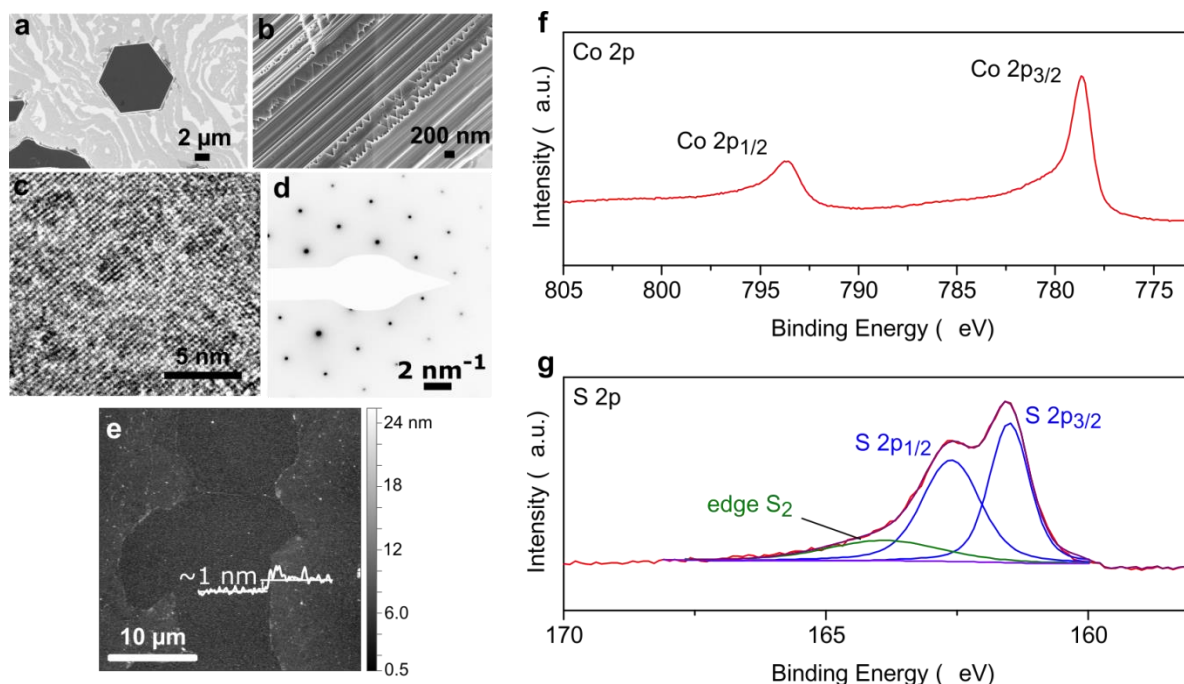 a
2 µm
b
200 nm
c
5 nm
d
2 nm⁻¹
e
24 nm
18
12
6.0
0.5
~1 nm
10 µm
f
Co 2p
Co 2p3/2
Co 2p1/2
Intensity ( a.u.)
805 800 795 790 785 780 775
Binding Energy ( eV)
g
S 2p
S 2p3/2
S 2p1/2
edge S2
Intensity ( a.u.)
170 165 160
Binding Energy ( eV)